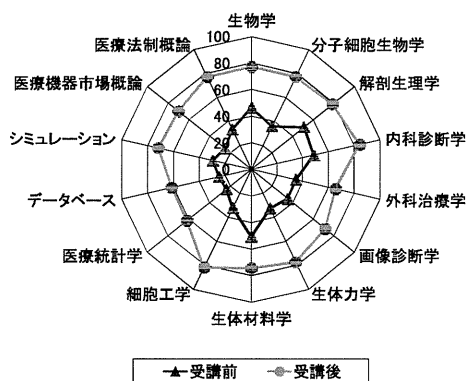 生物学
分子細胞生物学
解剖生理学
内科診断学
外科治療学
画像診断学
生体力学
生体材料学
細胞工学
医療統計学
データベース
シミュレーション
医療機器市場概論
医療法制概論
100
80
60
40
20
0
受講前
受講後